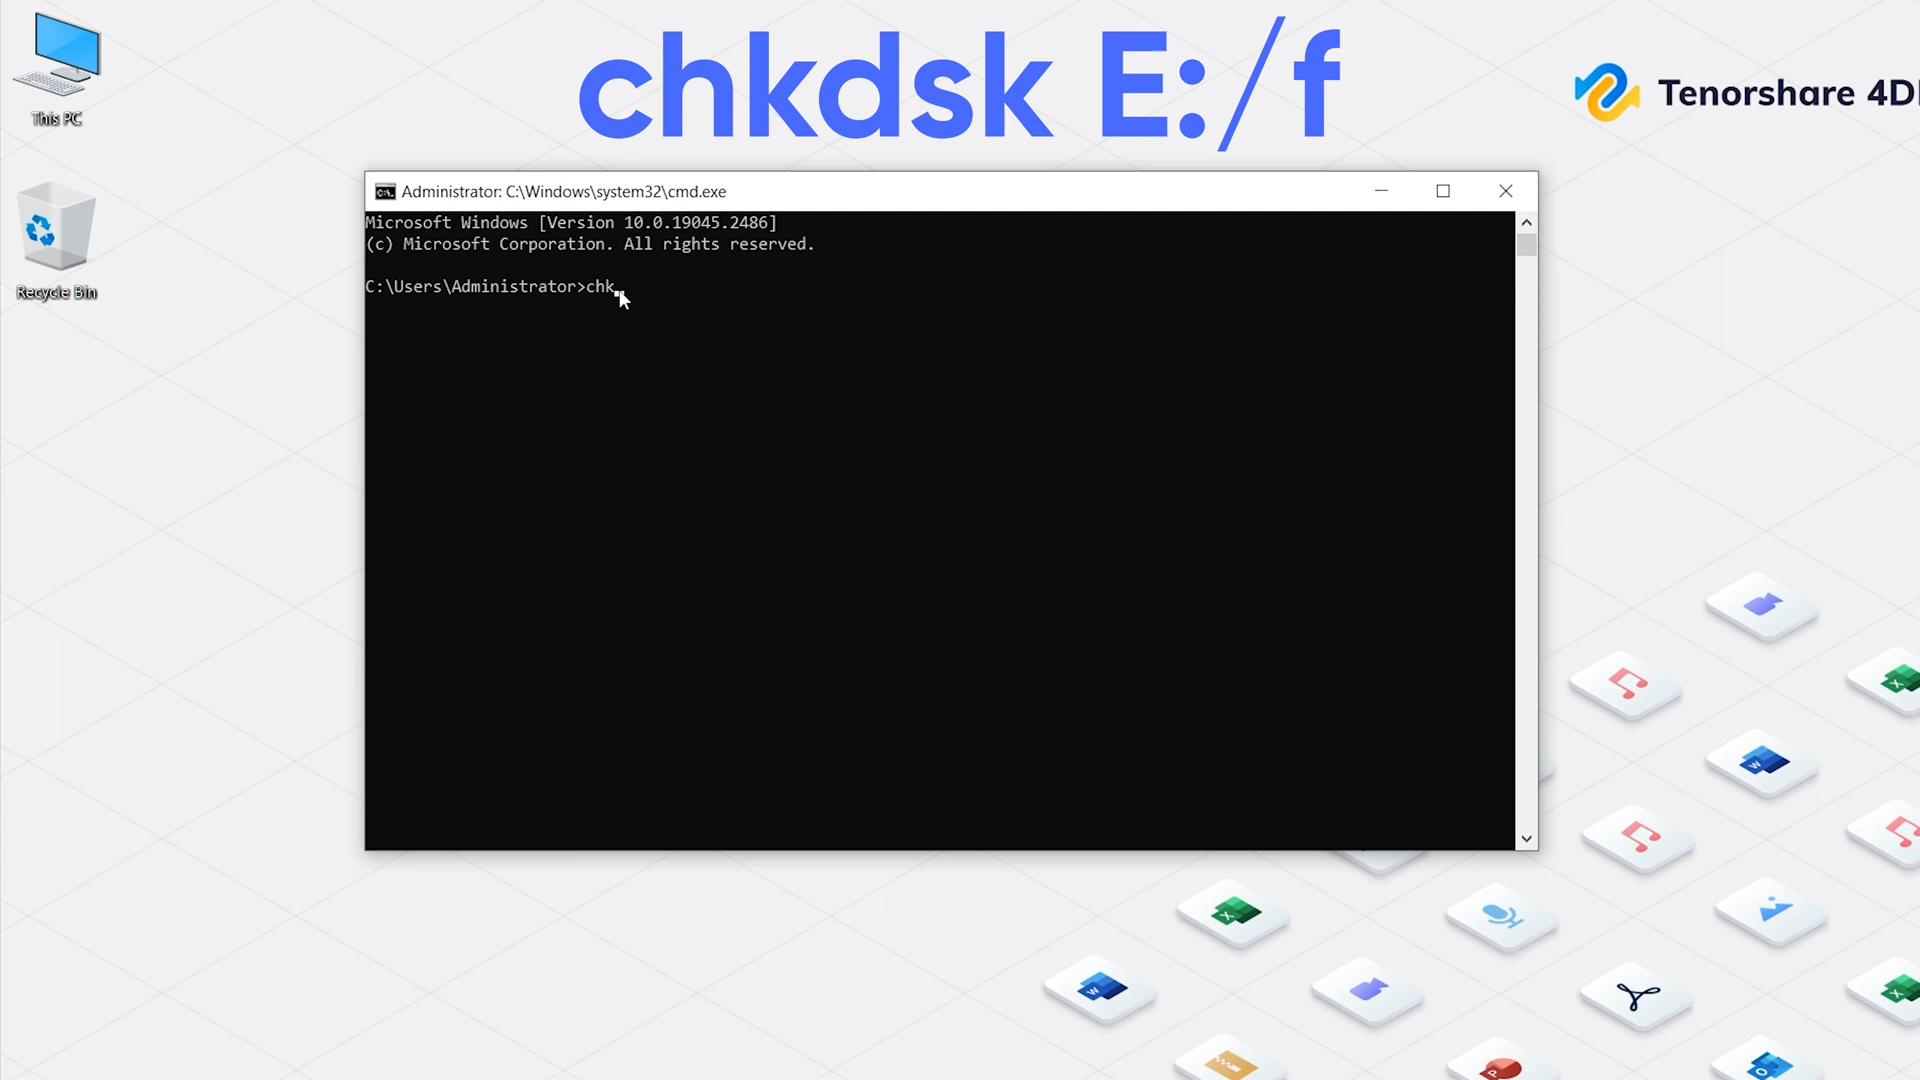 chkdsk E:/f
This PC
Tenorshare 4D
Administrator: C:\Windows\system32\cmd.exe
Microsoft Windows [Version 10.0.19045.2486]
(c) Microsoft Corporation. All rights reserved.
C:\Users\Administrator>chk
Recycle Bin